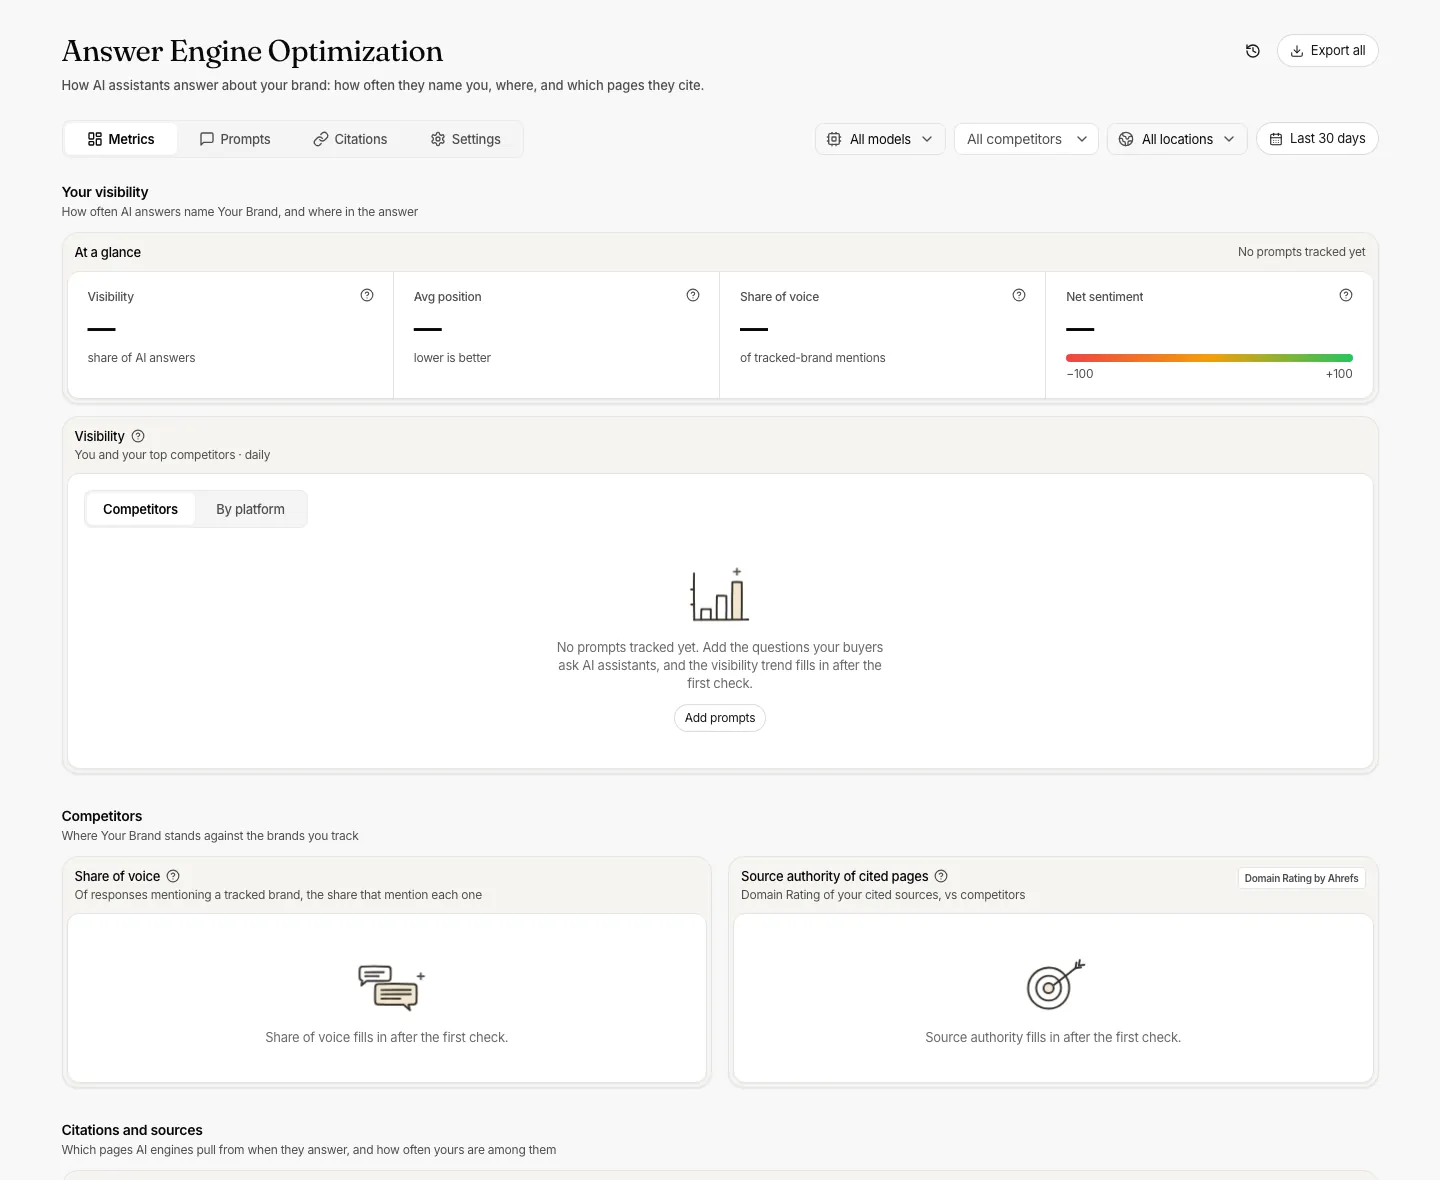 Answer Engine Optimization
Export all
How AI assistants answer about your brand: how often they name you, where, and which pages they cite.
Metrics
Prompts
Citations
Settings
All models
All competitors
All locations
Last 30 days
Your visibility
How often AI answers name Your Brand, and where in the answer
At a glance
No prompts tracked yet
Visibility
Avg position
Share of voice
Net sentiment
—
—
—
—
share of AI answers
lower is better
of tracked-brand mentions
−100
+100
Visibility
You and your top competitors · daily
Competitors
By platform
No prompts tracked yet. Add the questions your buyers
ask AI assistants, and the visibility trend fills in after the
first check.
Add prompts
Competitors
Where Your Brand stands against the brands you track
Share of voice
Of responses mentioning a tracked brand, the share that mention each one
Share of voice fills in after the first check.
Source authority of cited pages
Domain Rating by Ahrefs
Domain Rating of your cited sources, vs competitors
Source authority fills in after the first check.
Citations and sources
Which pages AI engines pull from when they answer, and how often yours are among them